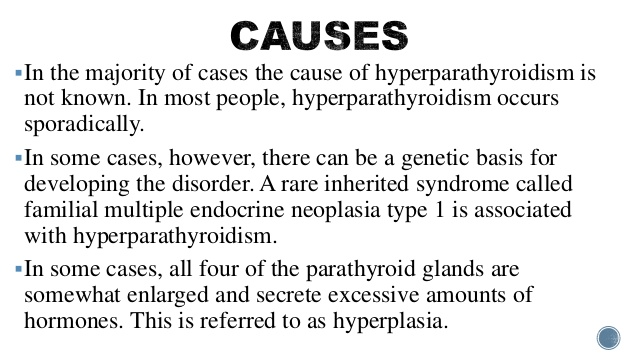 CAUSES
▪In the majority of cases the cause of hyperparathyroidism is
not known. In most people, hyperparathyroidism occurs
sporadically.
▪In some cases, however, there can be a genetic basis for
developing the disorder. A rare inherited syndrome called
familial multiple endocrine neoplasia type 1 is associated
with hyperparathyroidism.
▪In some cases, all four of the parathyroid glands are
somewhat enlarged and secrete excessive amounts of
hormones. This is referred to as hyperplasia.